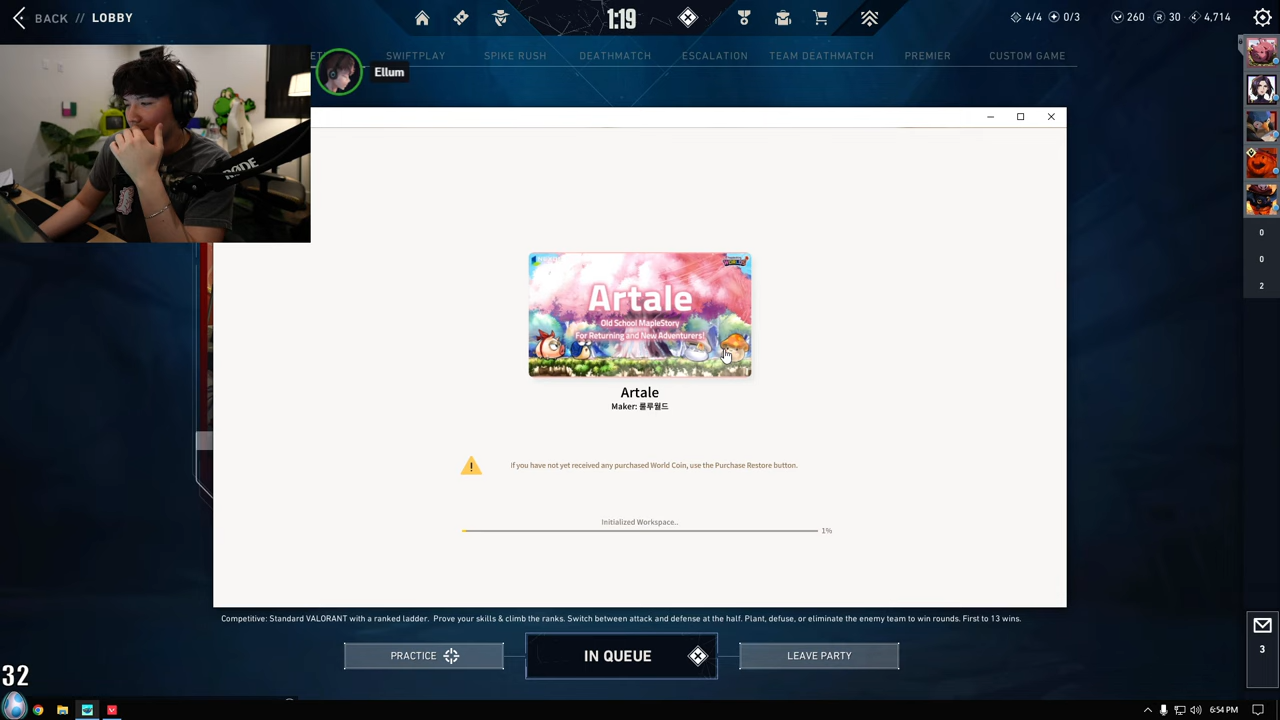 BACK // LOBBY
1:19
4/4
0/3
260
30
4,714
SWIFTPLAY
SPIKE RUSH
DEATHMATCH
ESCALATION
TEAM DEATHMATCH
PREMIER
CUSTOM GAME
Ellum
RØDE
Artale
Old School MapleStory
For Returning and New Adventurers!
Artale
Maker: 룰루월드
If you have not yet received any purchased World Coin, use the Purchase Restore button.
Initialized Workspace..
1%
0
0
2
Competitive: Standard VALORANT with a ranked ladder. Prove your skills & climb the ranks. Switch between attack and defense at the half. Plant, defuse, or eliminate the enemy team to win rounds. First to 13 wins.
PRACTICE
IN QUEUE
LEAVE PARTY
3
32
6:54 PM